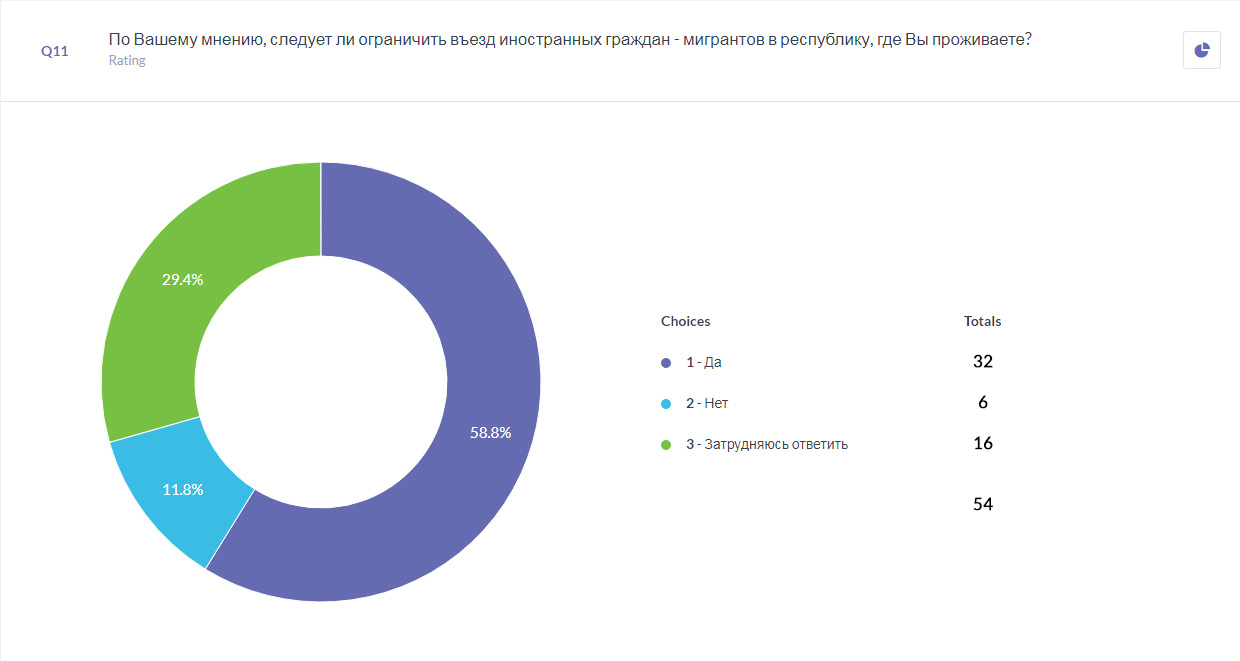 Q11
По Вашему мнению, следует ли ограничить въезд иностранных граждан - мигрантов в республику, где Вы проживаете?
Rating
29.4%
58.8%
11.8%
Choices Totals
1 - Да 32
2 - Нет 6
3 - Затрудняюсь ответить 16
54